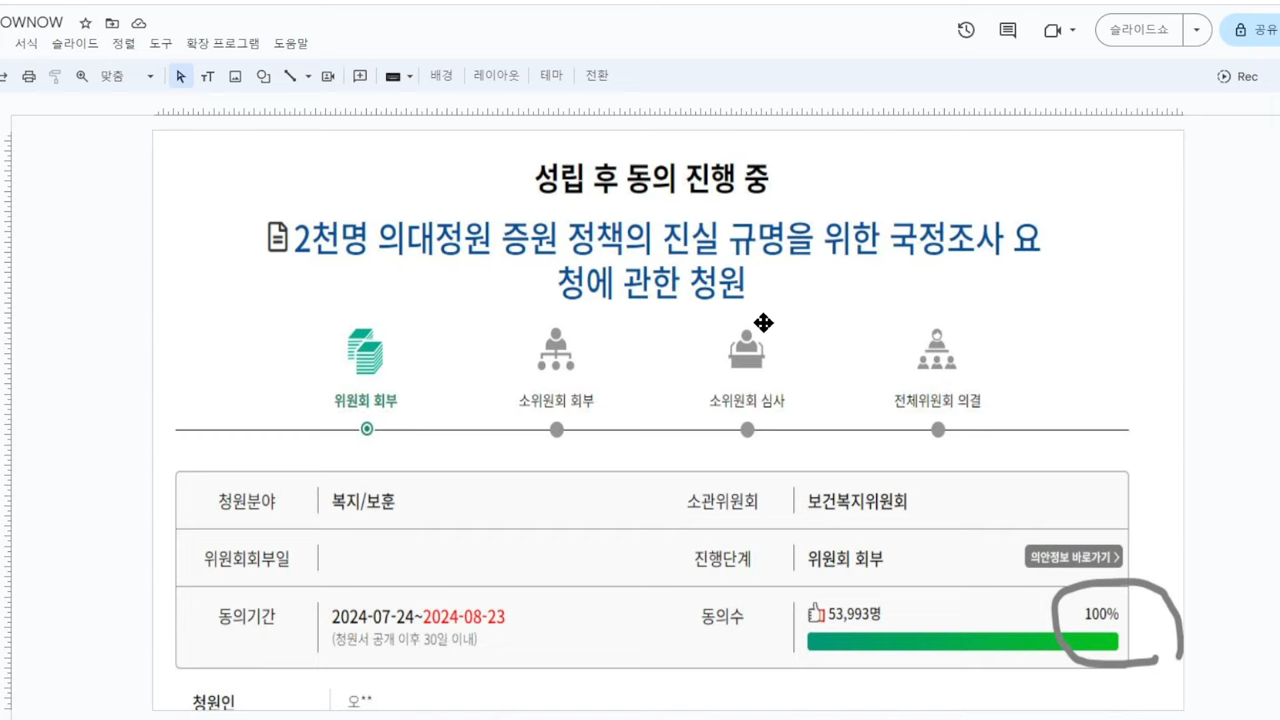 OWNOW
서식 슬라이드 정렬 도구 확장 프로그램 도움말
슬라이드쇼
공유
맞춤
배경 레이아웃 테마 전환
Rec
성립 후 동의 진행 중
2천명 의대정원 증원 정책의 진실 규명을 위한 국정조사 요
청에 관한 청원
위원회 회부 소위원회 회부 소위원회 심사 전체위원회 의결
청원분야 복지/보훈 소관위원회 보건복지위원회
위원회회부일 진행단계 위원회 회부 의안정보 바로가기 >
동의기간 2024-07-24~2024-08-23 동의수 53,993명 100%
(청원서 공개 이후 30일 이내)
청원인 오**